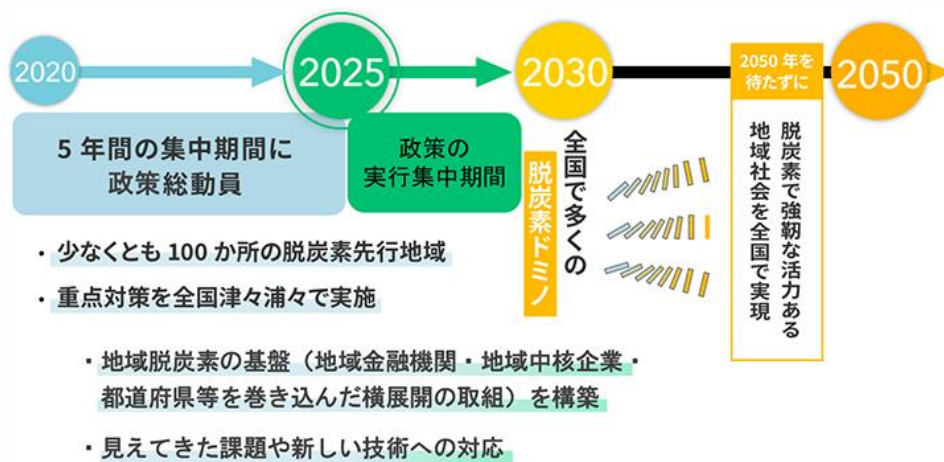 2020
2025
2030
2050
5年間の集中期間に
政策総動員
政策の
実行集中期間
全国で多くの
脱炭素ドミノ
2050年を
待たずに
脱炭素で強靭な活力ある
地域社会を全国で実現
・少なくとも100か所の脱炭素先行地域
・重点対策を全国津々浦々で実施
・地域脱炭素の基盤（地域金融機関・地域中核企業・
都道府県等を巻き込んだ横展開の取組）を構築
・見えてきた課題や新しい技術への対応